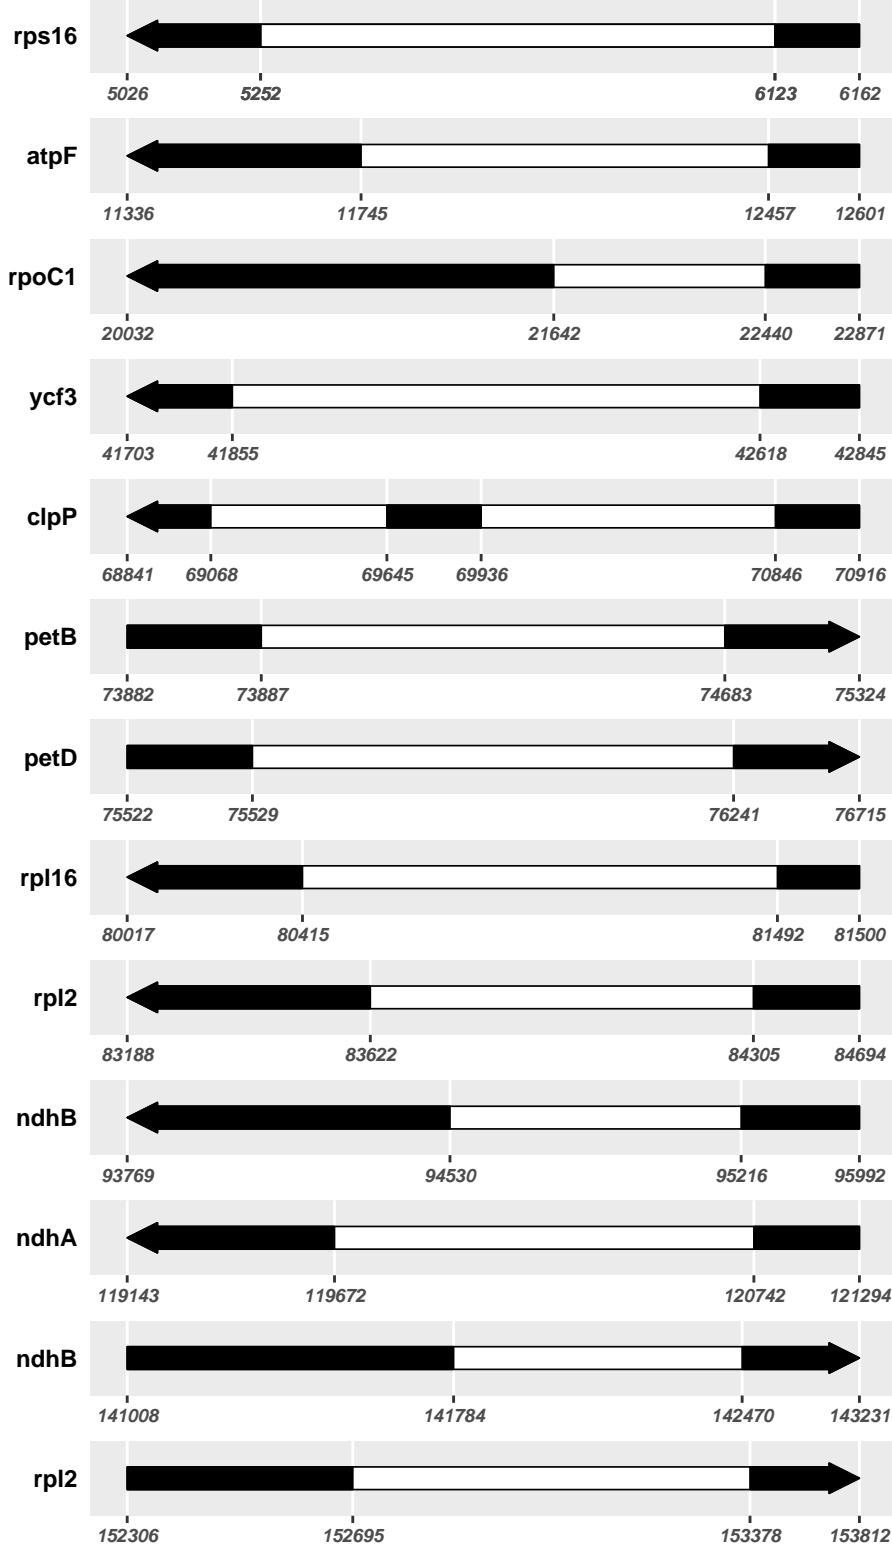 rps16
5026 5252 6123 6162
atpF
11336 11745 12457 12601
rpoC1
20032 21642 22440 22871
ycf3
41703 41855 42618 42845
clpP
68841 69068 69645 69936 70846 70916
petB
73882 73887 74683 75324
petD
75522 75529 76241 76715
rpl16
80017 80415 81492 81500
rpl2
83188 83622 84305 84694
ndhB
93769 94530 95216 95992
ndhA
119143 119672 120742 121294
ndhB
141008 141784 142470 143231
rpl2
152306 152695 153378 153812